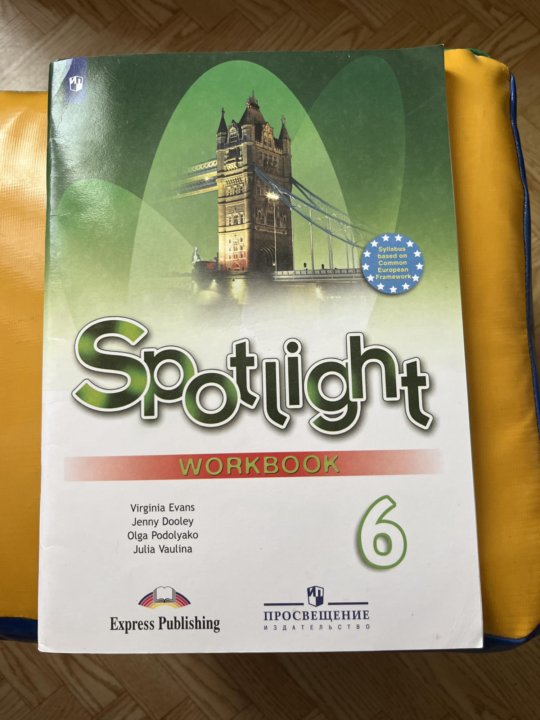 Syllabus
based on
Common
European
Framework
Spotlight
WORKBOOK
Virginia Evans
Jenny Dooley
Olga Podolyako
Julia Vaulina
6
Express Publishing
ПРОСВЕЩЕНИЕ
ИЗДАТЕЛЬСТВО